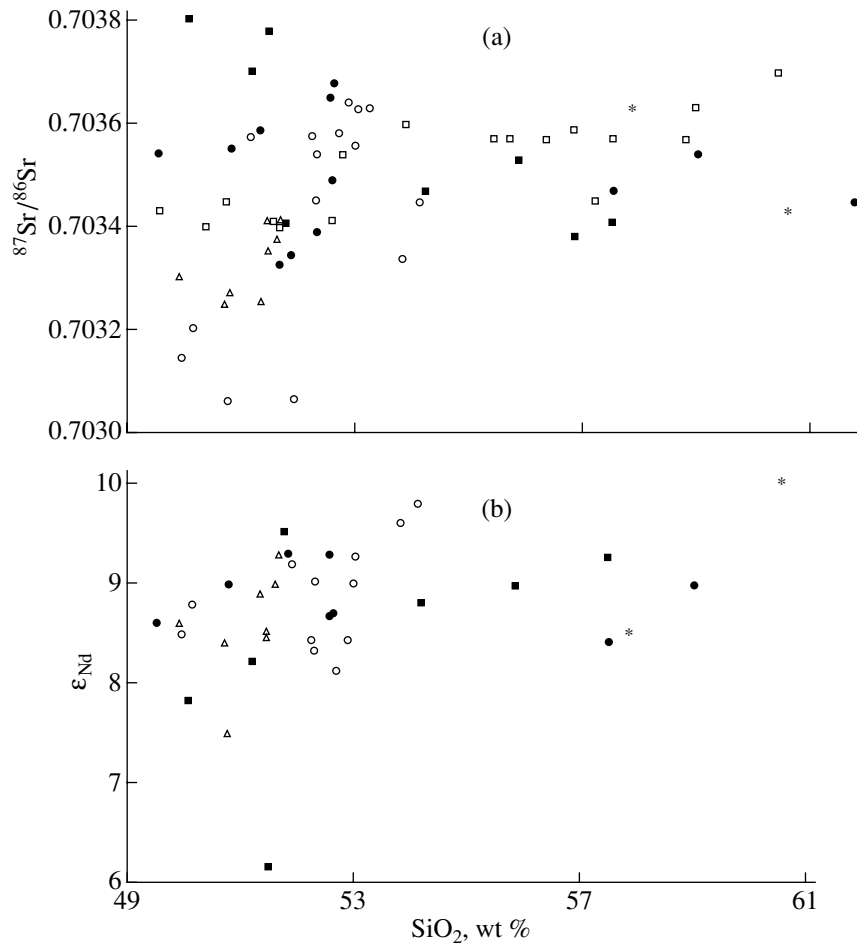 0.7038
(a)
0.7036
0.7034
⁸⁷Sr/⁸⁶Sr
0.7032
0.7030
10
(b)
9
εNd
8
7
6
49 53 57 61
SiO₂, wt %